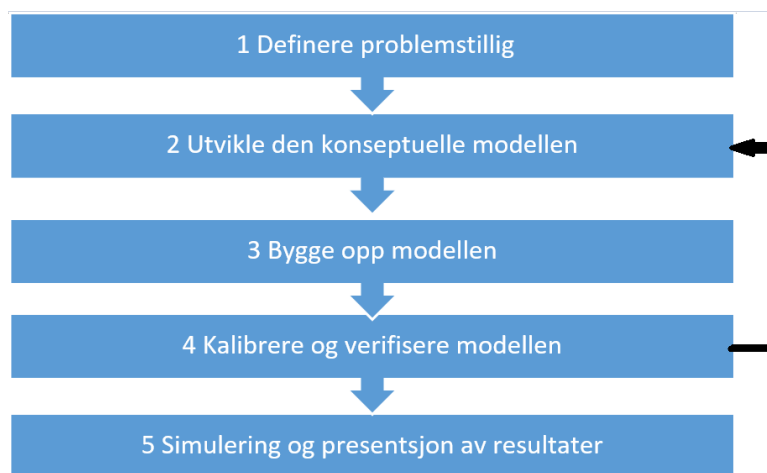 1 Definere problemstillig
2 Utvikle den konseptuelle modellen
3 Bygge opp modellen
4 Kalibrere og verifisere modellen
5 Simulering og presentsjon av resultater